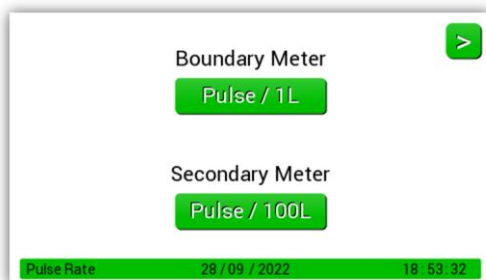 >
Boundary Meter
Pulse / 1L
Secondary Meter
Pulse / 100L
Pulse Rate 28 / 09 / 2022 18 : 53 : 32